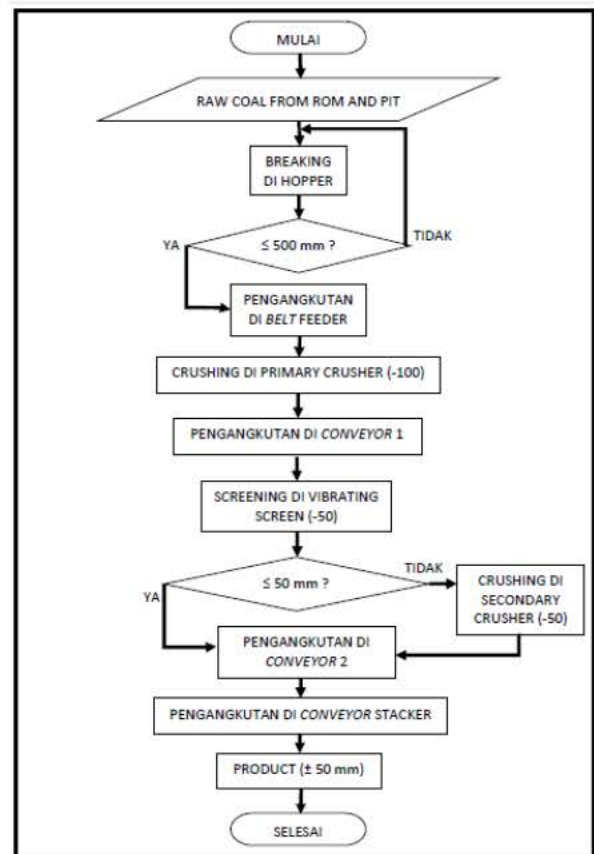 MULAI
RAW COAL FROM ROM AND PIT
BREAKING
DI HOPPER
TIDAK
YA
≤ 500 mm ?
PENGANGKUTAN
DI BELT FEEDER
CRUSHING DI PRIMARY CRUSHER (-100)
PENGANGKUTAN DI CONVEYOR 1
SCREENING DI VIBRATING
SCREEN (-50)
TIDAK
≤ 50 mm ?
YA
CRUSHING DI
SECONDARY
CRUSHER (-50)
PENGANGKUTAN DI
CONVEYOR 2
PENGANGKUTAN DI CONVEYOR STACKER
PRODUCT (± 50 mm)
SELESAI